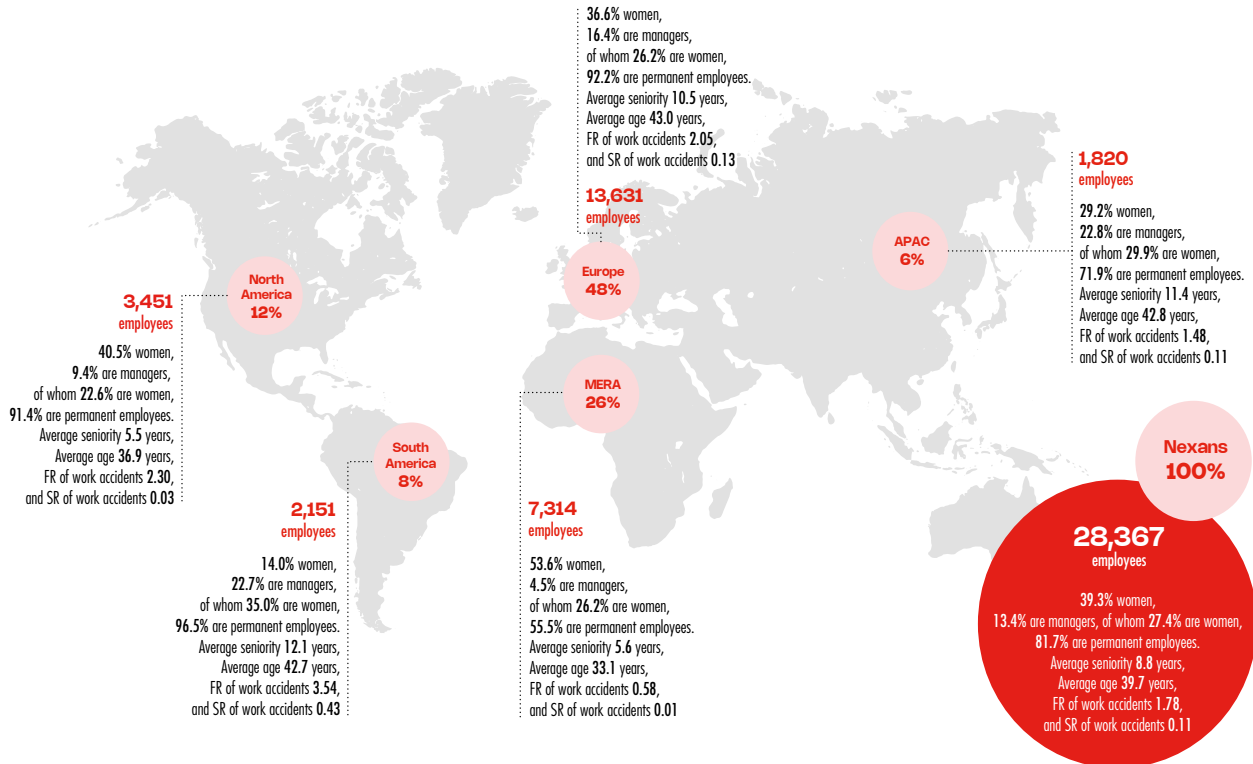 36.6% women,
16.4% are managers,
of whom 26.2% are women,
92.2% are permanent employees.
Average seniority 10.5 years,
Average age 43.0 years,
FR of work accidents 2.05,
and SR of work accidents 0.13
13,631
employees
Europe
48%
1,820
employees
29.2% women,
22.8% are managers,
of whom 29.9% are women,
71.9% are permanent employees.
Average seniority 11.4 years,
Average age 42.8 years,
FR of work accidents 1.48,
and SR of work accidents 0.11
APAC
6%
North
America
12%
3,451
employees
40.5% women,
9.4% are managers,
of whom 22.6% are women,
91.4% are permanent employees.
Average seniority 5.5 years,
Average age 36.9 years,
FR of work accidents 2.30,
and SR of work accidents 0.03
South
America
8%
2,151
employees
14.0% women,
22.7% are managers,
of whom 35.0% are women,
96.5% are permanent employees.
Average seniority 12.1 years,
Average age 42.7 years,
FR of work accidents 3.54,
and SR of work accidents 0.43
MERA
26%
7,314
employees
53.6% women,
4.5% are managers,
of whom 26.2% are women,
55.5% are permanent employees.
Average seniority 5.6 years,
Average age 33.1 years,
FR of work accidents 0.58,
and SR of work accidents 0.01
Nexans
100%
28,367
employees
39.3% women,
13.4% are managers, of whom 27.4% are women,
81.7% are permanent employees.
Average seniority 8.8 years,
Average age 39.7 years,
FR of work accidents 1.78,
and SR of work accidents 0.11